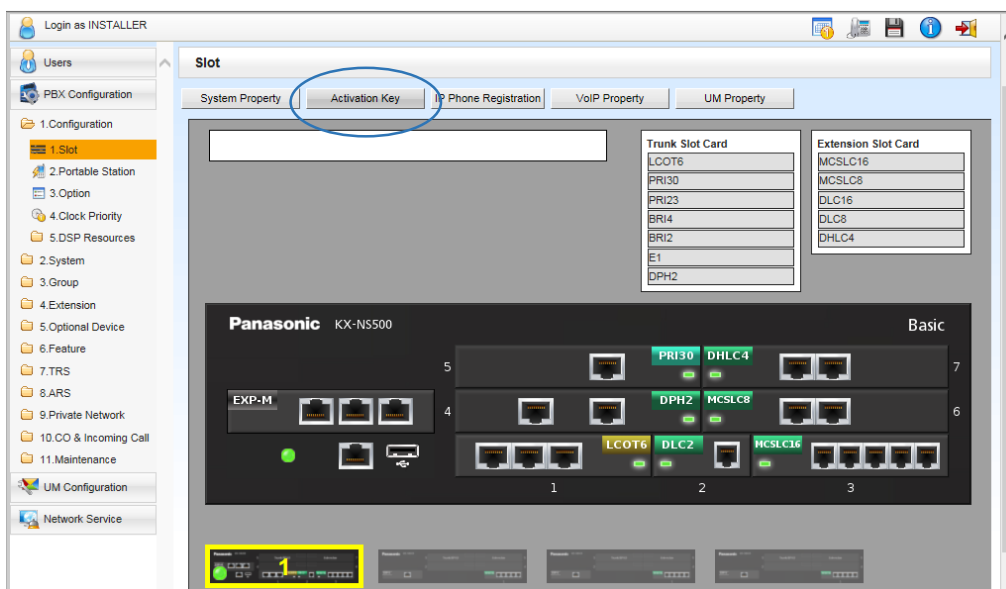 Login as INSTALLER
Users
PBX Configuration
1.Configuration
1.Slot
2.Portable Station
3.Option
4.Clock Priority
5.DSP Resources
2.System
3.Group
4.Extension
5.Optional Device
6.Feature
7.TRS
8.ARS
9.Private Network
10.CO & Incoming Call
11.Maintenance
UM Configuration
Network Service
Slot
System Property
Activation Key
IP Phone Registration
VoIP Property
UM Property
Trunk Slot Card
LCOT6
PRI30
PRI23
BRI4
BRI2
E1
DPH2
Extension Slot Card
MCSLC16
MCSLC8
DLC16
DLC8
DHLC4
Panasonic KX-NS500
Basic
5
PRI30
DHLC4
7
EXP-M
4
DPH2
MCSLC8
6
LCOT6
DLC2
MCSLC16
1
2
3
1